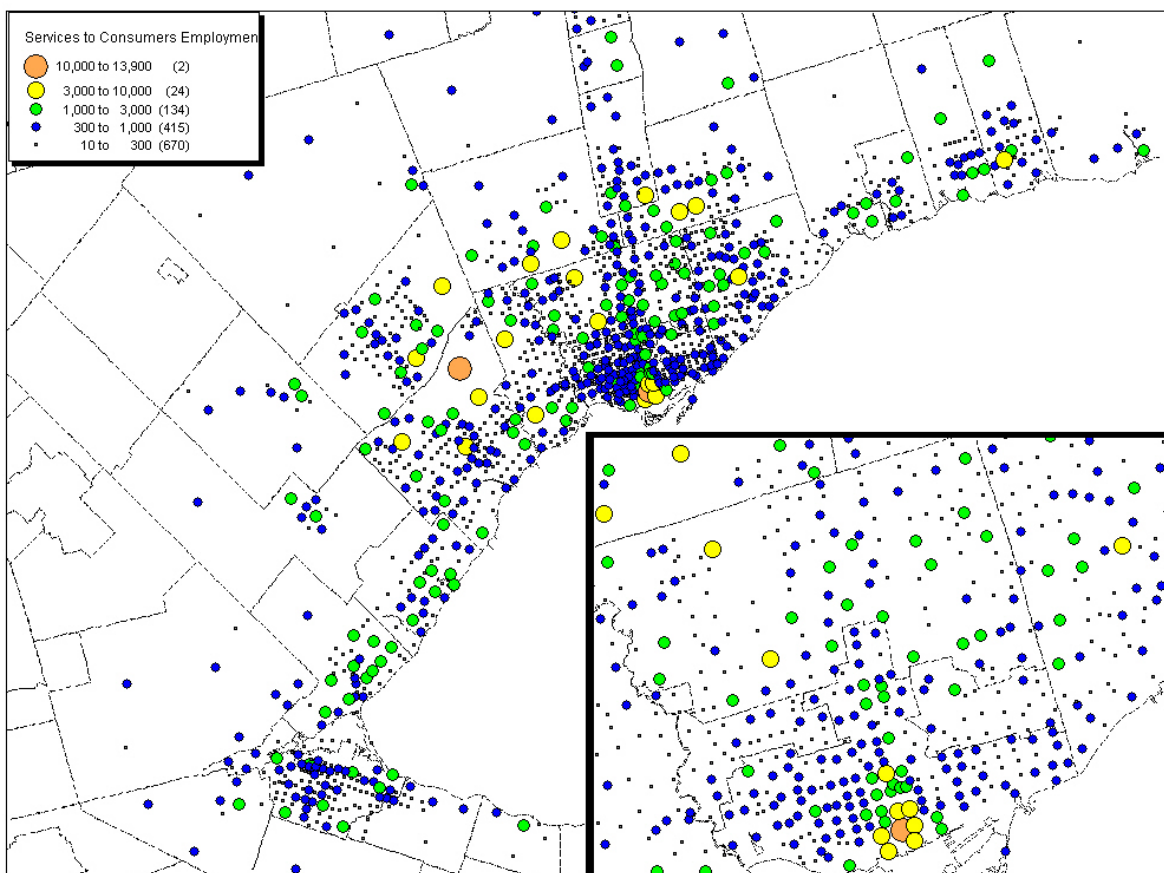 Services to Consumers Employmen
10,000 to 13,900 (2)
3,000 to 10,000 (24)
1,000 to 3,000 (134)
300 to 1,000 (415)
10 to 300 (670)